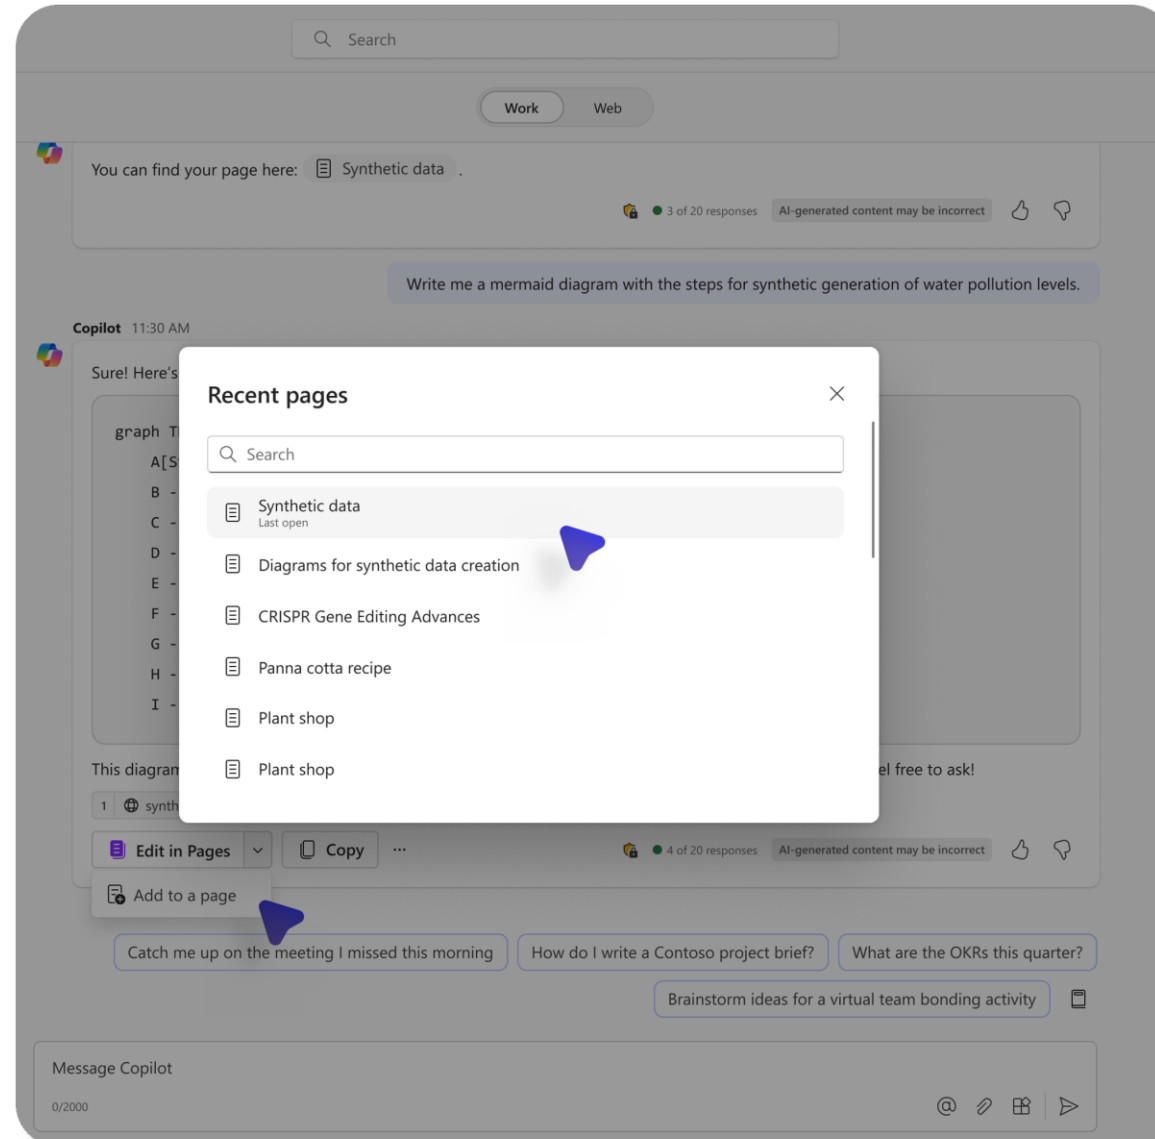 Search
Work Web
You can find your page here: Synthetic data .
3 of 20 responses AI-generated content may be incorrect
Write me a mermaid diagram with the steps for synthetic generation of water pollution levels.
Copilot 11:30 AM
Sure! Here's
graph T
A[S
B -
C -
D -
E -
F -
G -
H -
I -
Recent pages
Search
Synthetic data
Last open
Diagrams for synthetic data creation
CRISPR Gene Editing Advances
Panna cotta recipe
Plant shop
Plant shop
This diagram el free to ask!
1 synth
Edit in Pages Copy ...
4 of 20 responses AI-generated content may be incorrect
Add to a page
Catch me up on the meeting I missed this morning How do I write a Contoso project brief? What are the OKRs this quarter?
Brainstorm ideas for a virtual team bonding activity
Message Copilot
0/2000